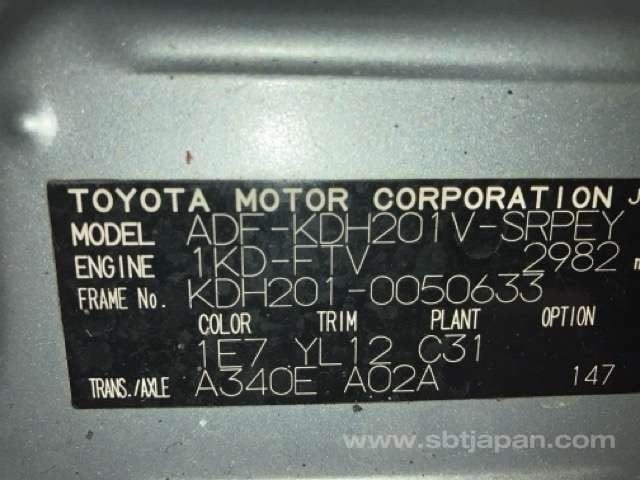 TOYOTA MOTOR CORPORATION J
MODEL ADF-KDH201V-SRPEY
ENGINE 1KD-FTV 2982
FRAME No. KDH201-0050633
COLOR TRIM PLANT OPTION
1E7 YL12 C31
TRANS./AXLE A340E A02A 147
www.sbtjapan.com